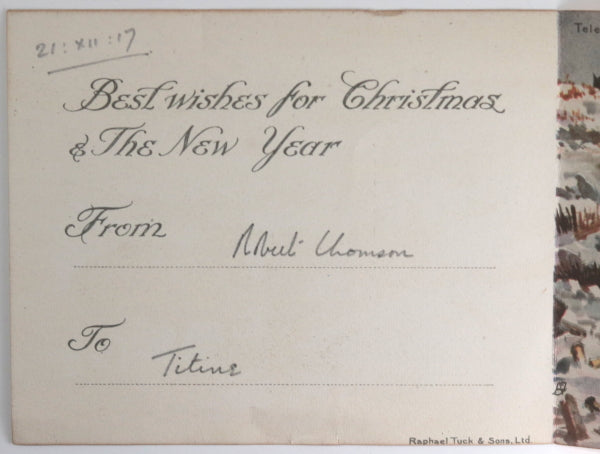 21:XII:17
Best wishes for Christmas
& The New Year
From Robert Thomson
To Titine
Raphael Tuck & Sons, Ltd.
Tele